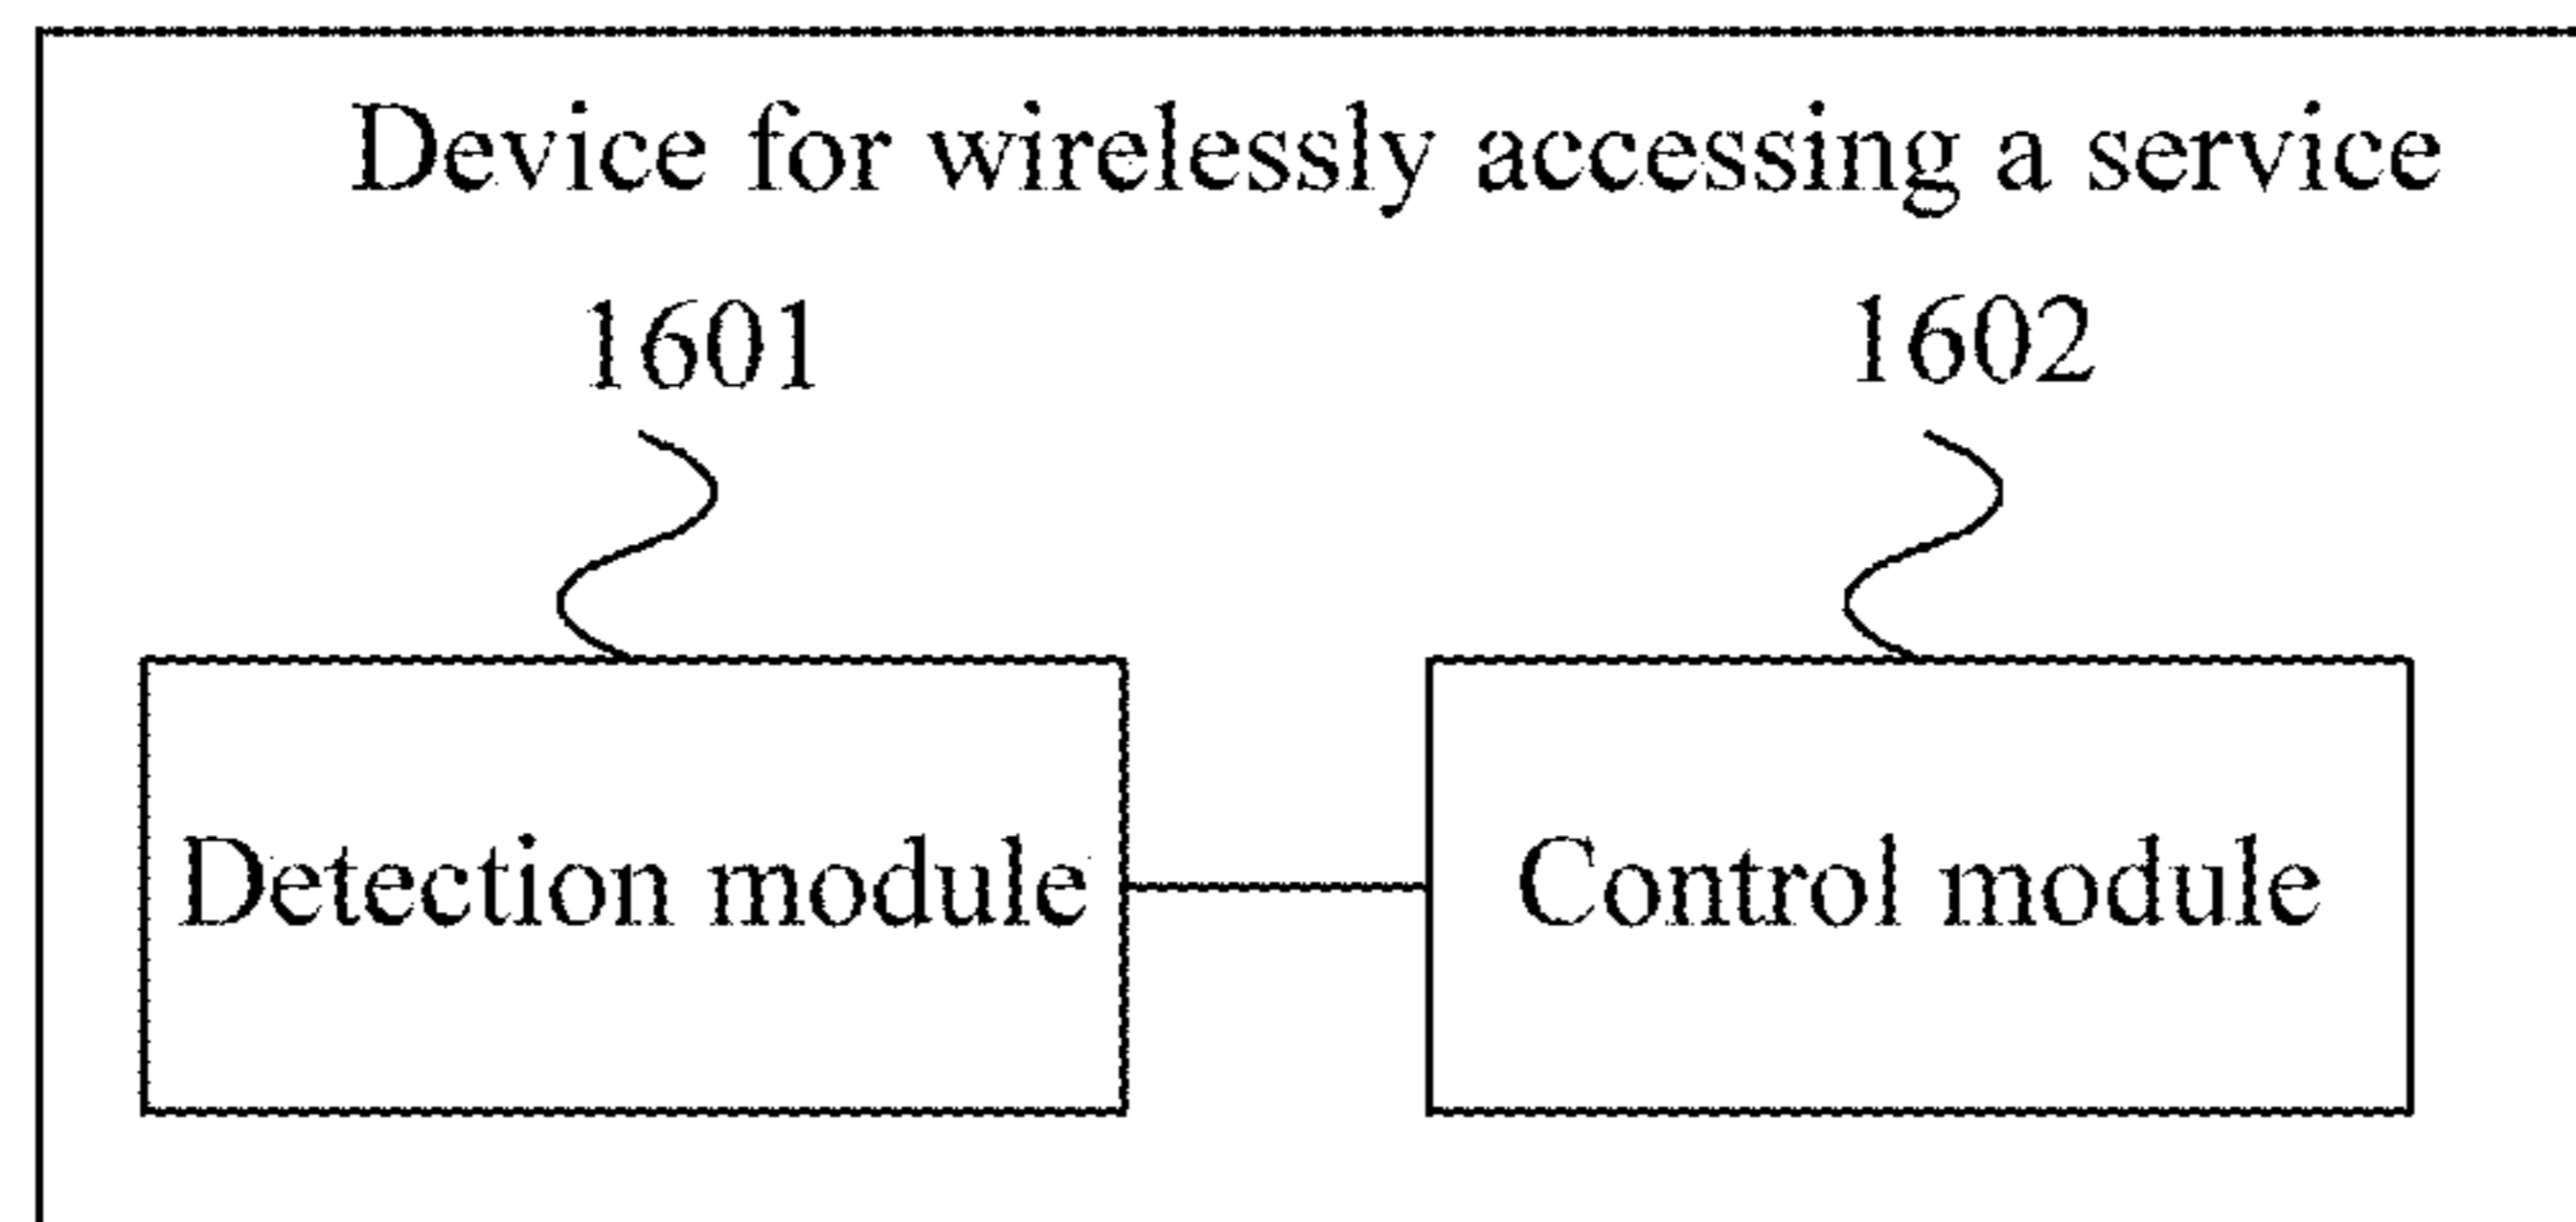 Device for wirelessly accessing a service
1601 1602
Detection module Control module